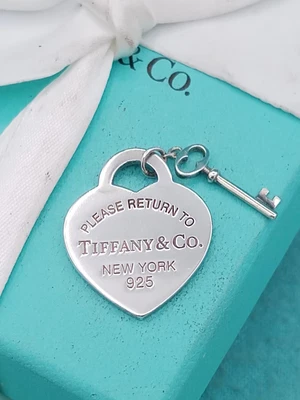 & Co.
PLEASE RETURN TO
TIFFANY & CO.
NEW YORK
925